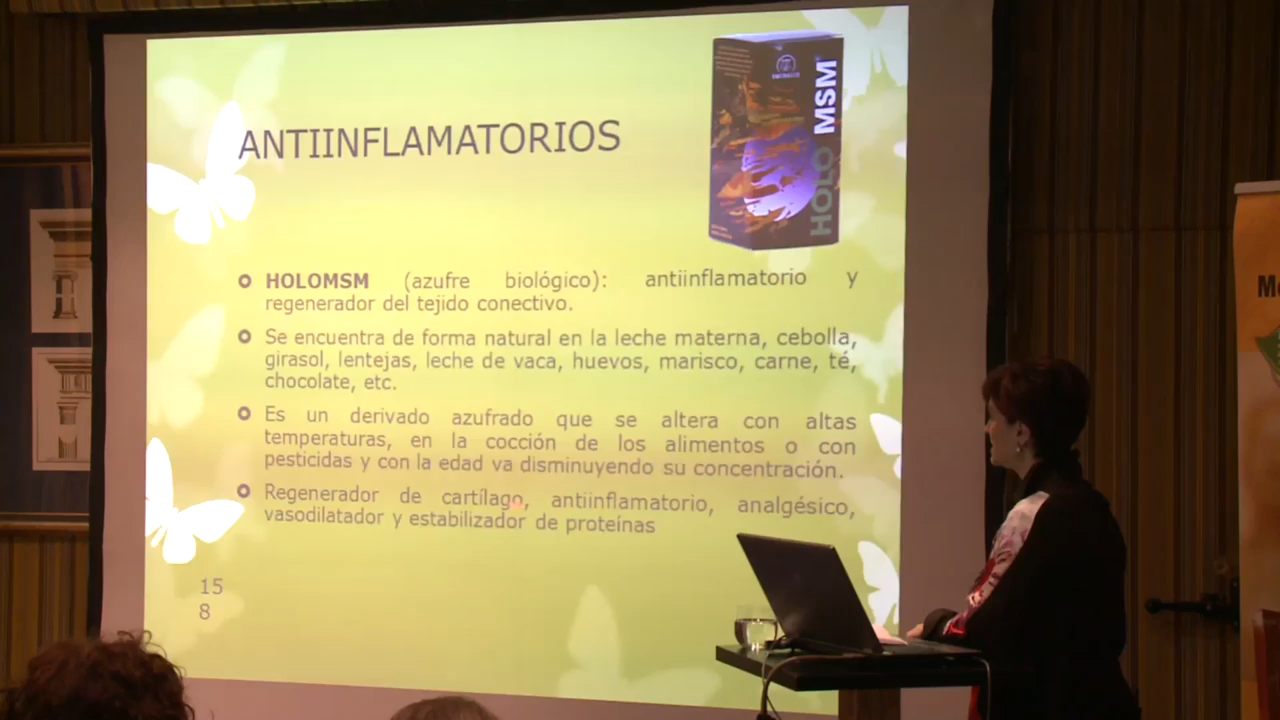 HOLO MSM
ANTIINFLAMATORIOS
HOLOMSM (azufre biológico): antiinflamatorio y
regenerador del tejido conectivo.
Se encuentra de forma natural en la leche materna, cebolla,
girasol, lentejas, leche de vaca, huevos, marisco, carne, té,
chocolate, etc.
Es un derivado azufrado que se altera con altas
temperaturas, en la cocción de los alimentos o con
pesticidas y con la edad va disminuyendo su concentración.
Regenerador de cartílago, antiinflamatorio, analgésico,
vasodilatador y estabilizador de proteínas
15
8